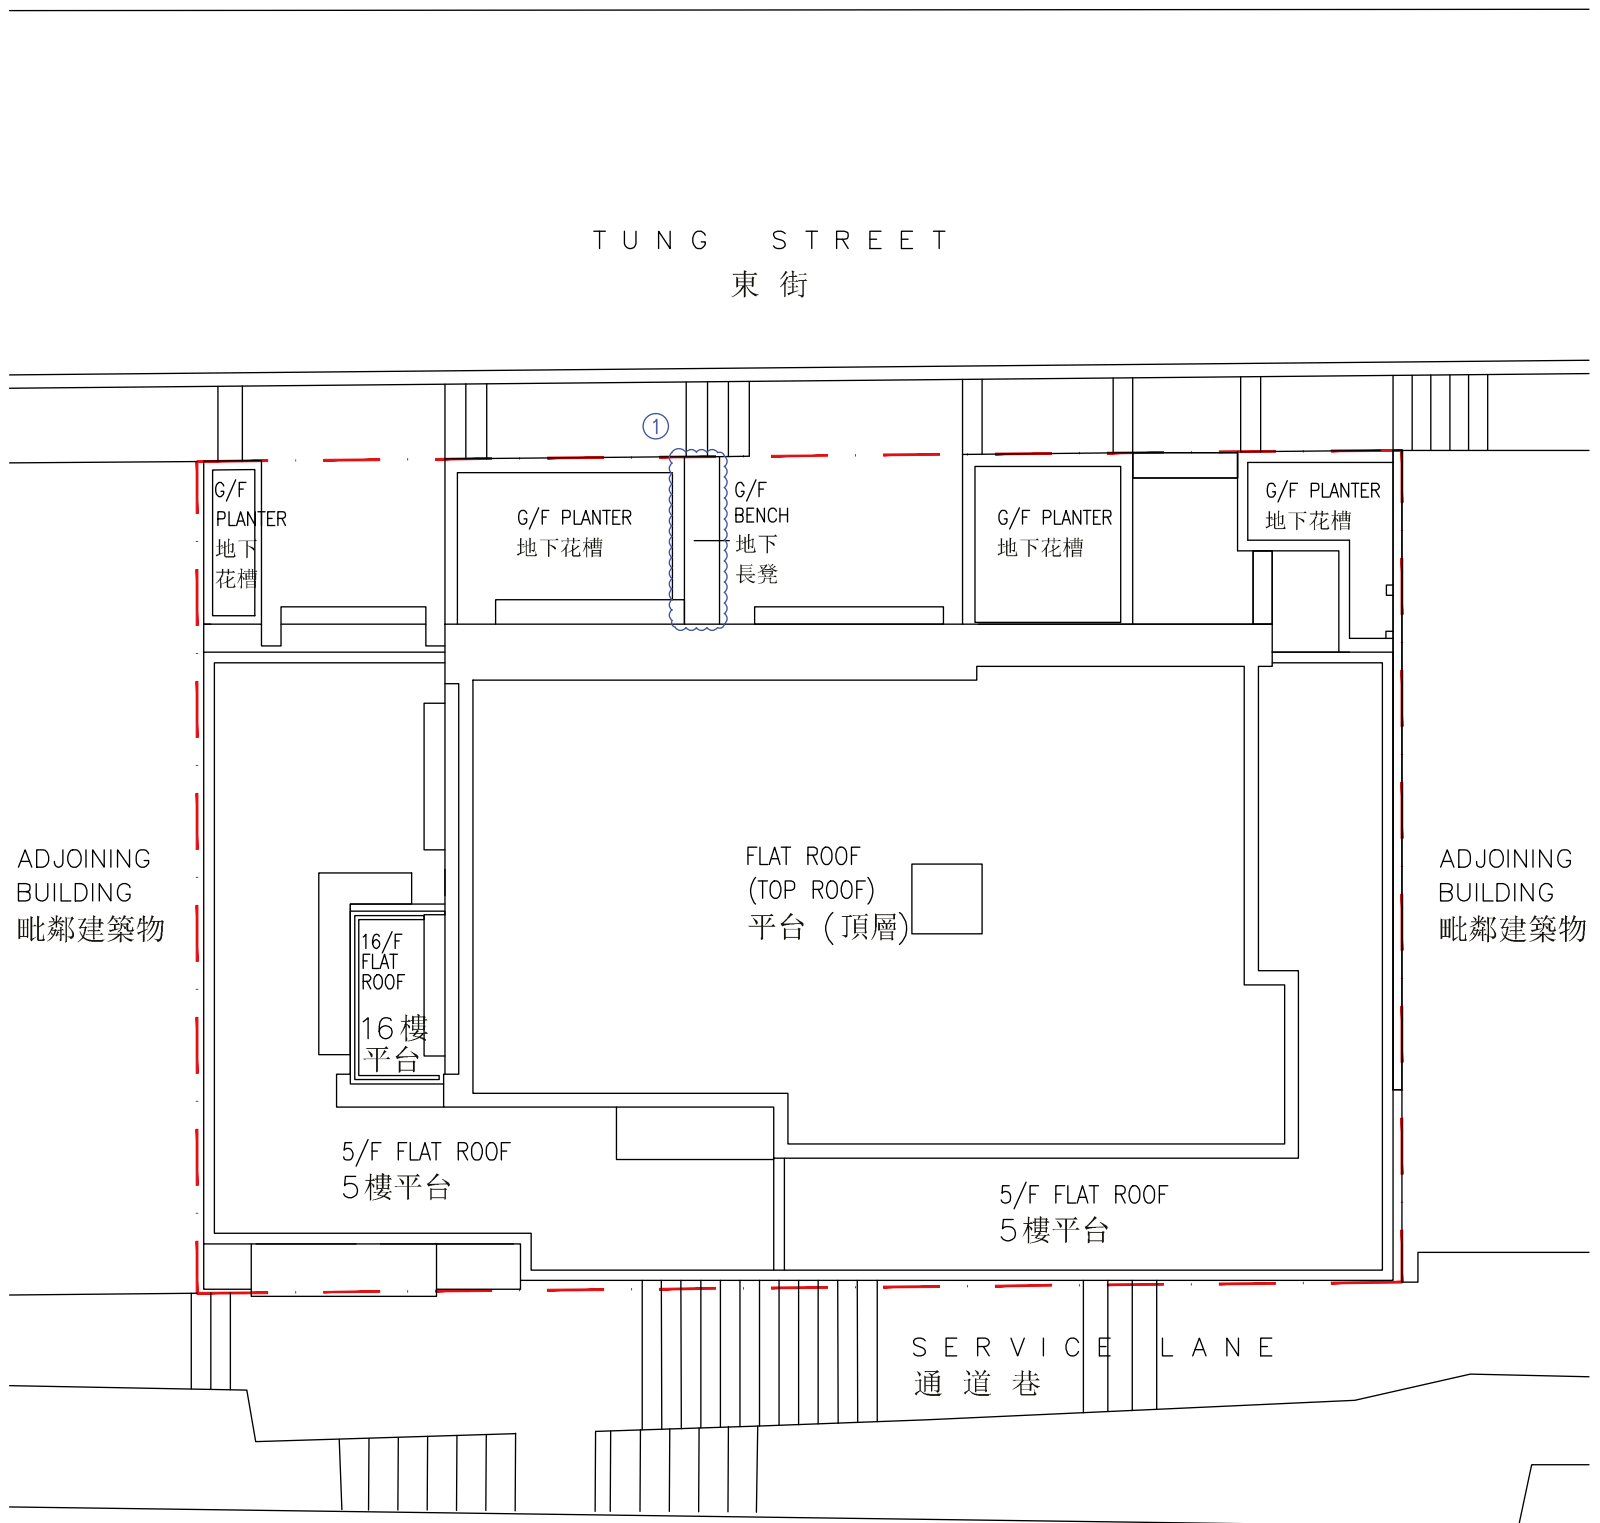 TUNG STREET
東街
1
G/F
PLANTER
地下
花槽
G/F PLANTER
地下花槽
G/F
BENCH
地下
長凳
G/F PLANTER
地下花槽
G/F PLANTER
地下花槽
ADJOINING
BUILDING
毗鄰建築物
FLAT ROOF
(TOP ROOF)
平台（頂層）
ADJOINING
BUILDING
毗鄰建築物
16/F
FLAT
ROOF
16樓
平台
5/F FLAT ROOF
5樓平台
5/F FLAT ROOF
5樓平台
SERVICE LANE
通道巷